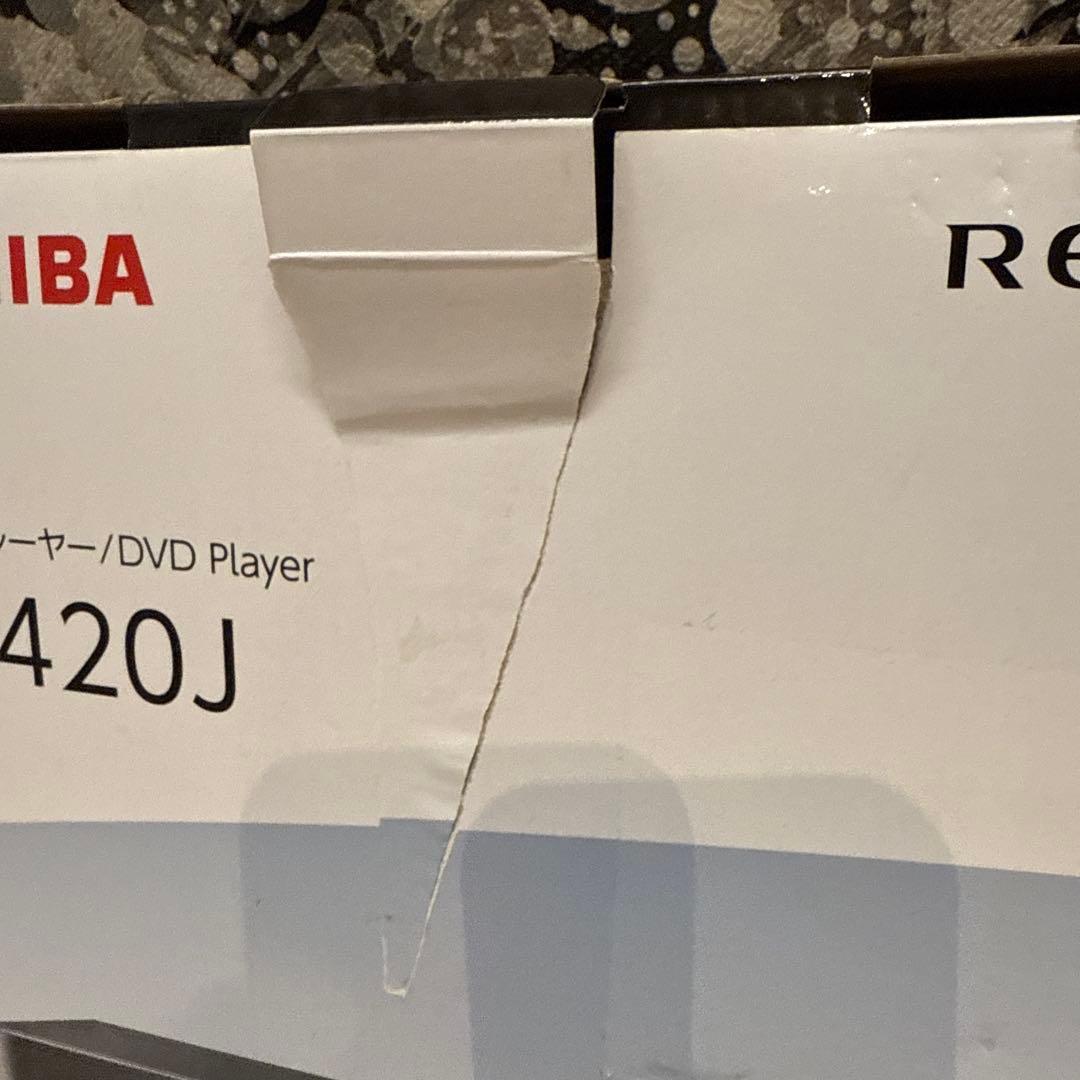 IBA
Re
ーヤー/DVD Player
420J